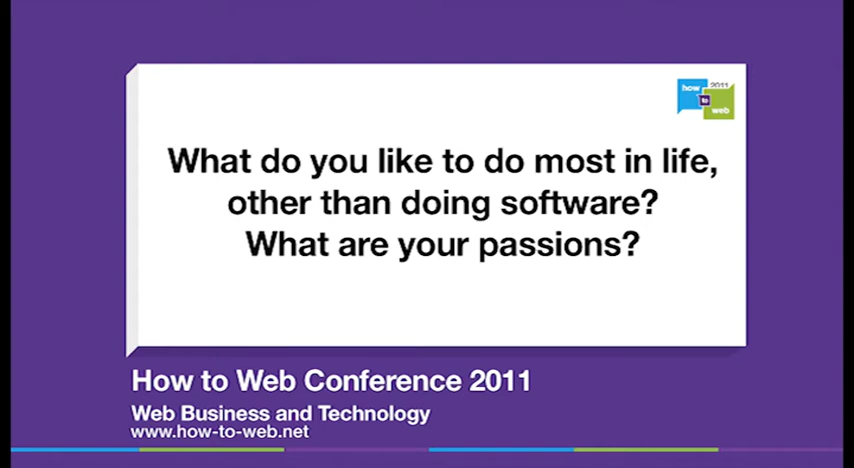 how
2011
to
web
What do you like to do most in life,
other than doing software?
What are your passions?
How to Web Conference 2011
Web Business and Technology
www.how-to-web.net